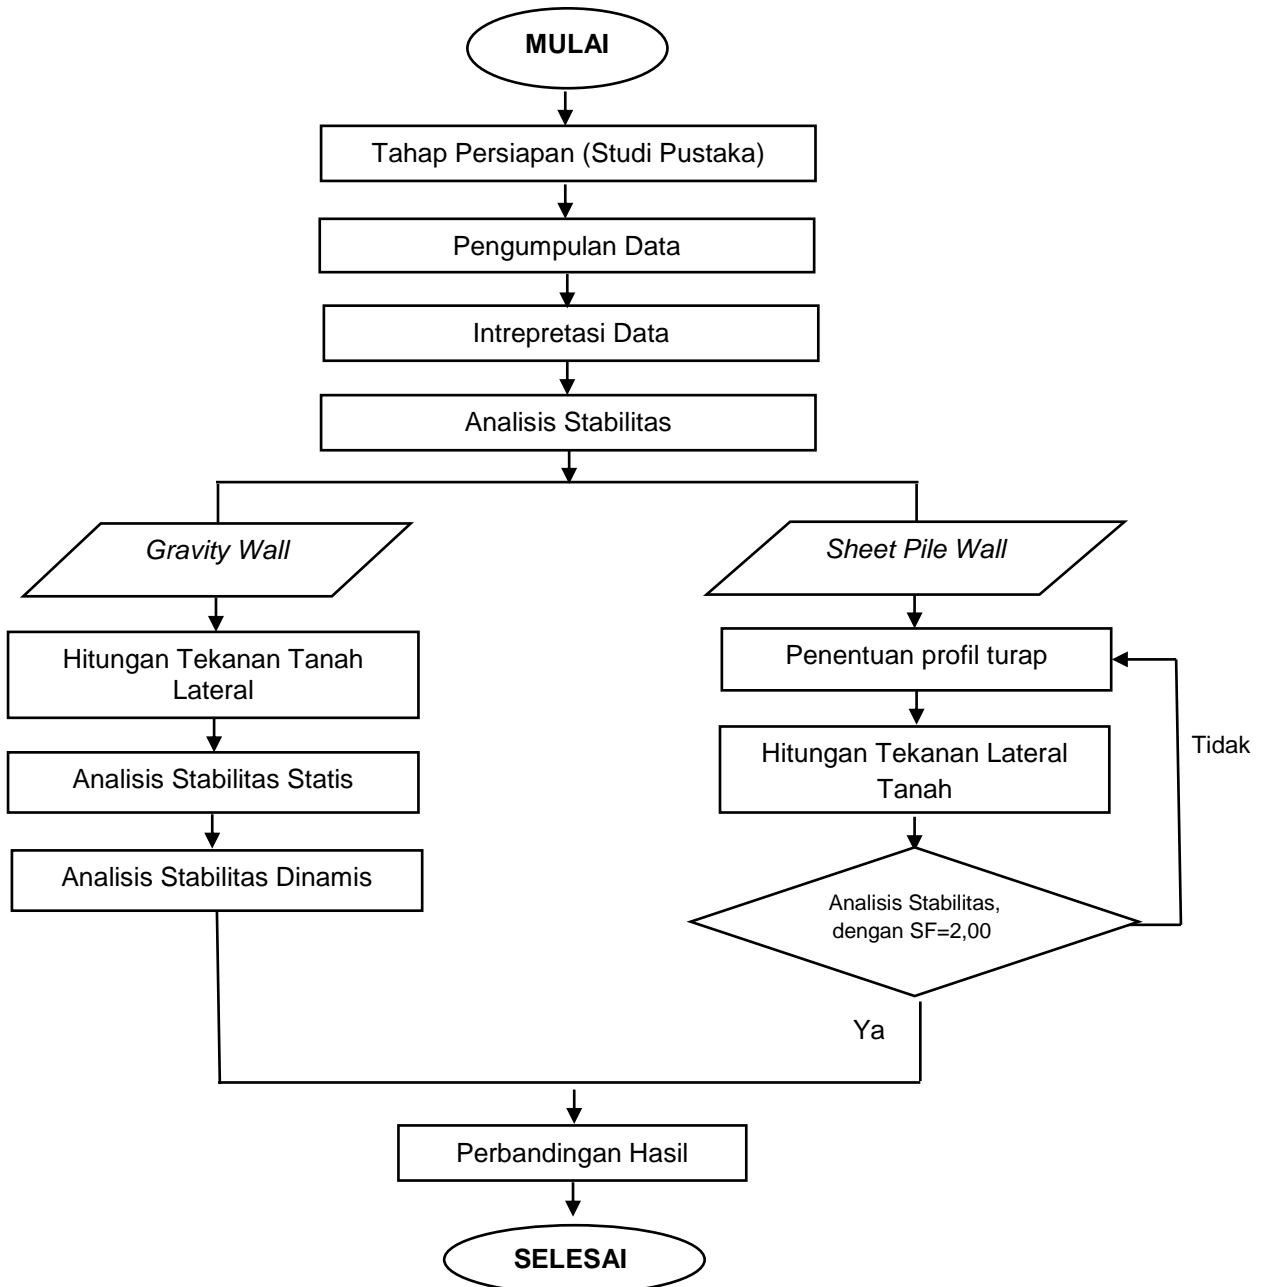 MULAI
Tahap Persiapan (Studi Pustaka)
Pengumpulan Data
Intrepretasi Data
Analisis Stabilitas
Gravity Wall
Hitungan Tekanan Tanah
Lateral
Analisis Stabilitas Statis
Analisis Stabilitas Dinamis
Sheet Pile Wall
Penentuan profil turap
Hitungan Tekanan Lateral
Tanah
Tidak
Analisis Stabilitas,
dengan SF=2,00
Ya
Perbandingan Hasil
SELESAI